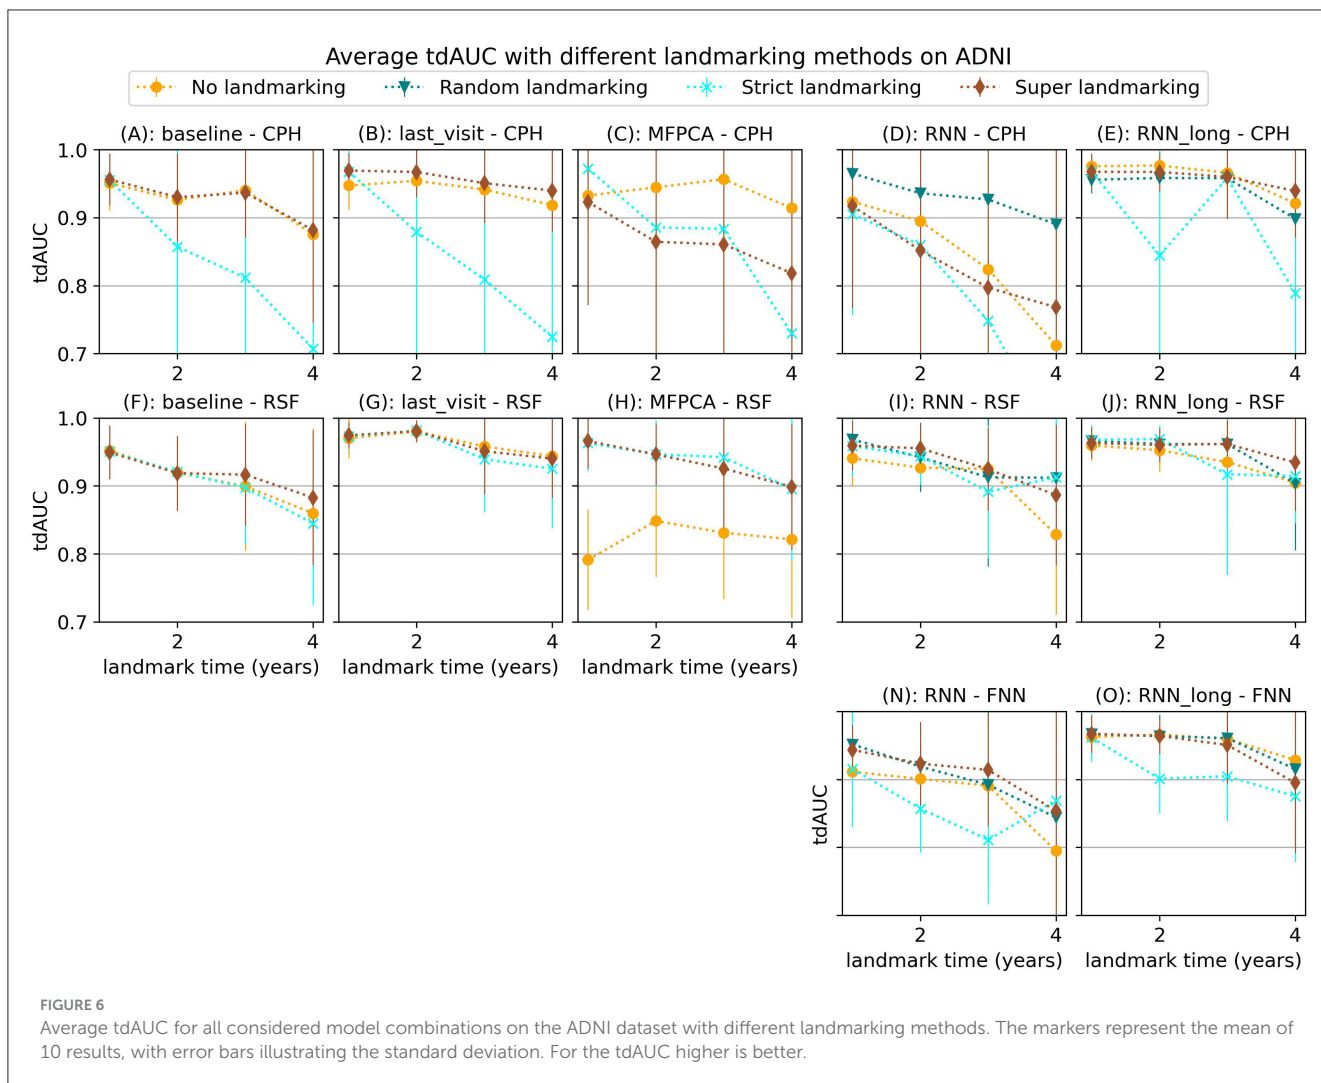 Average tdAUC with different landmarking methods on ADNI
No landmarking Random landmarking Strict landmarking Super landmarking
(A): baseline - CPH (B): last_visit - CPH (C): MFPCA - CPH (D): RNN - CPH (E): RNN_long - CPH
1.0
0.9
0.8
0.7
tdAUC
2 4 2 4 2 4 2 4 2 4
(F): baseline - RSF (G): last_visit - RSF (H): MFPCA - RSF (I): RNN - RSF (J): RNN_long - RSF
1.0
0.9
0.8
0.7
tdAUC
2 4 2 4 2 4 2 4 2 4
landmark time (years) landmark time (years) landmark time (years)
(N): RNN - FNN (O): RNN_long - FNN
tdAUC
2 4 2 4
landmark time (years) landmark time (years)
FIGURE 6
Average tdAUC for all considered model combinations on the ADNI dataset with different landmarking methods. The markers represent the mean of
10 results, with error bars illustrating the standard deviation. For the tdAUC higher is better.